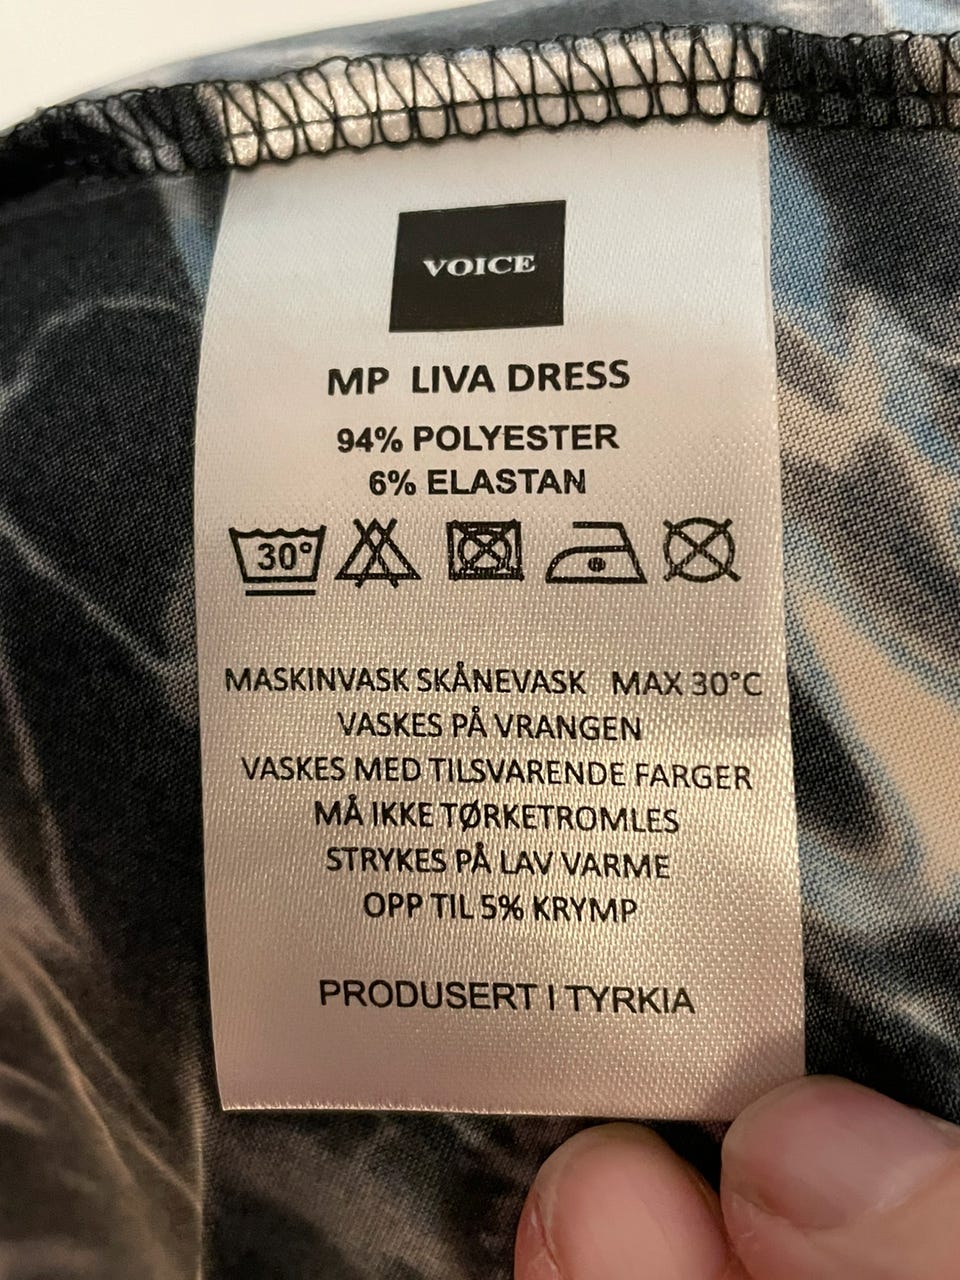 VOICE
MP LIVA DRESS
94% POLYESTER
6% ELASTAN
30°
MASKINVASK SKÅNEVASK MAX 30°C
VASKES PÅ VRANGEN
VASKES MED TILSVARENDE FARGER
MÅ IKKE TØRKETROMLES
STRYKES PÅ LAV VARME
OPP TIL 5% KRYMP
PRODUSERT I TYRKIA